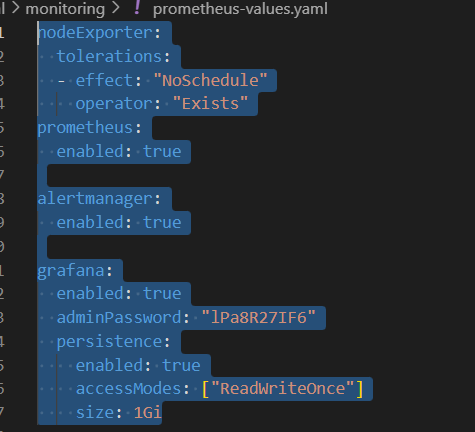 l > monitoring > ! prometheus-values.yaml
1 nodeExporter:
2   tolerations:
3   - effect: "NoSchedule"
4     operator: "Exists"
5 prometheus:
6   enabled: true
7
8 alertmanager:
9   enabled: true
0
1 grafana:
2   enabled: true
3   adminPassword: "lPa8R27IF6"
4   persistence:
5     enabled: true
6     accessModes: ["ReadWriteOnce"]
7     size: 1Gi